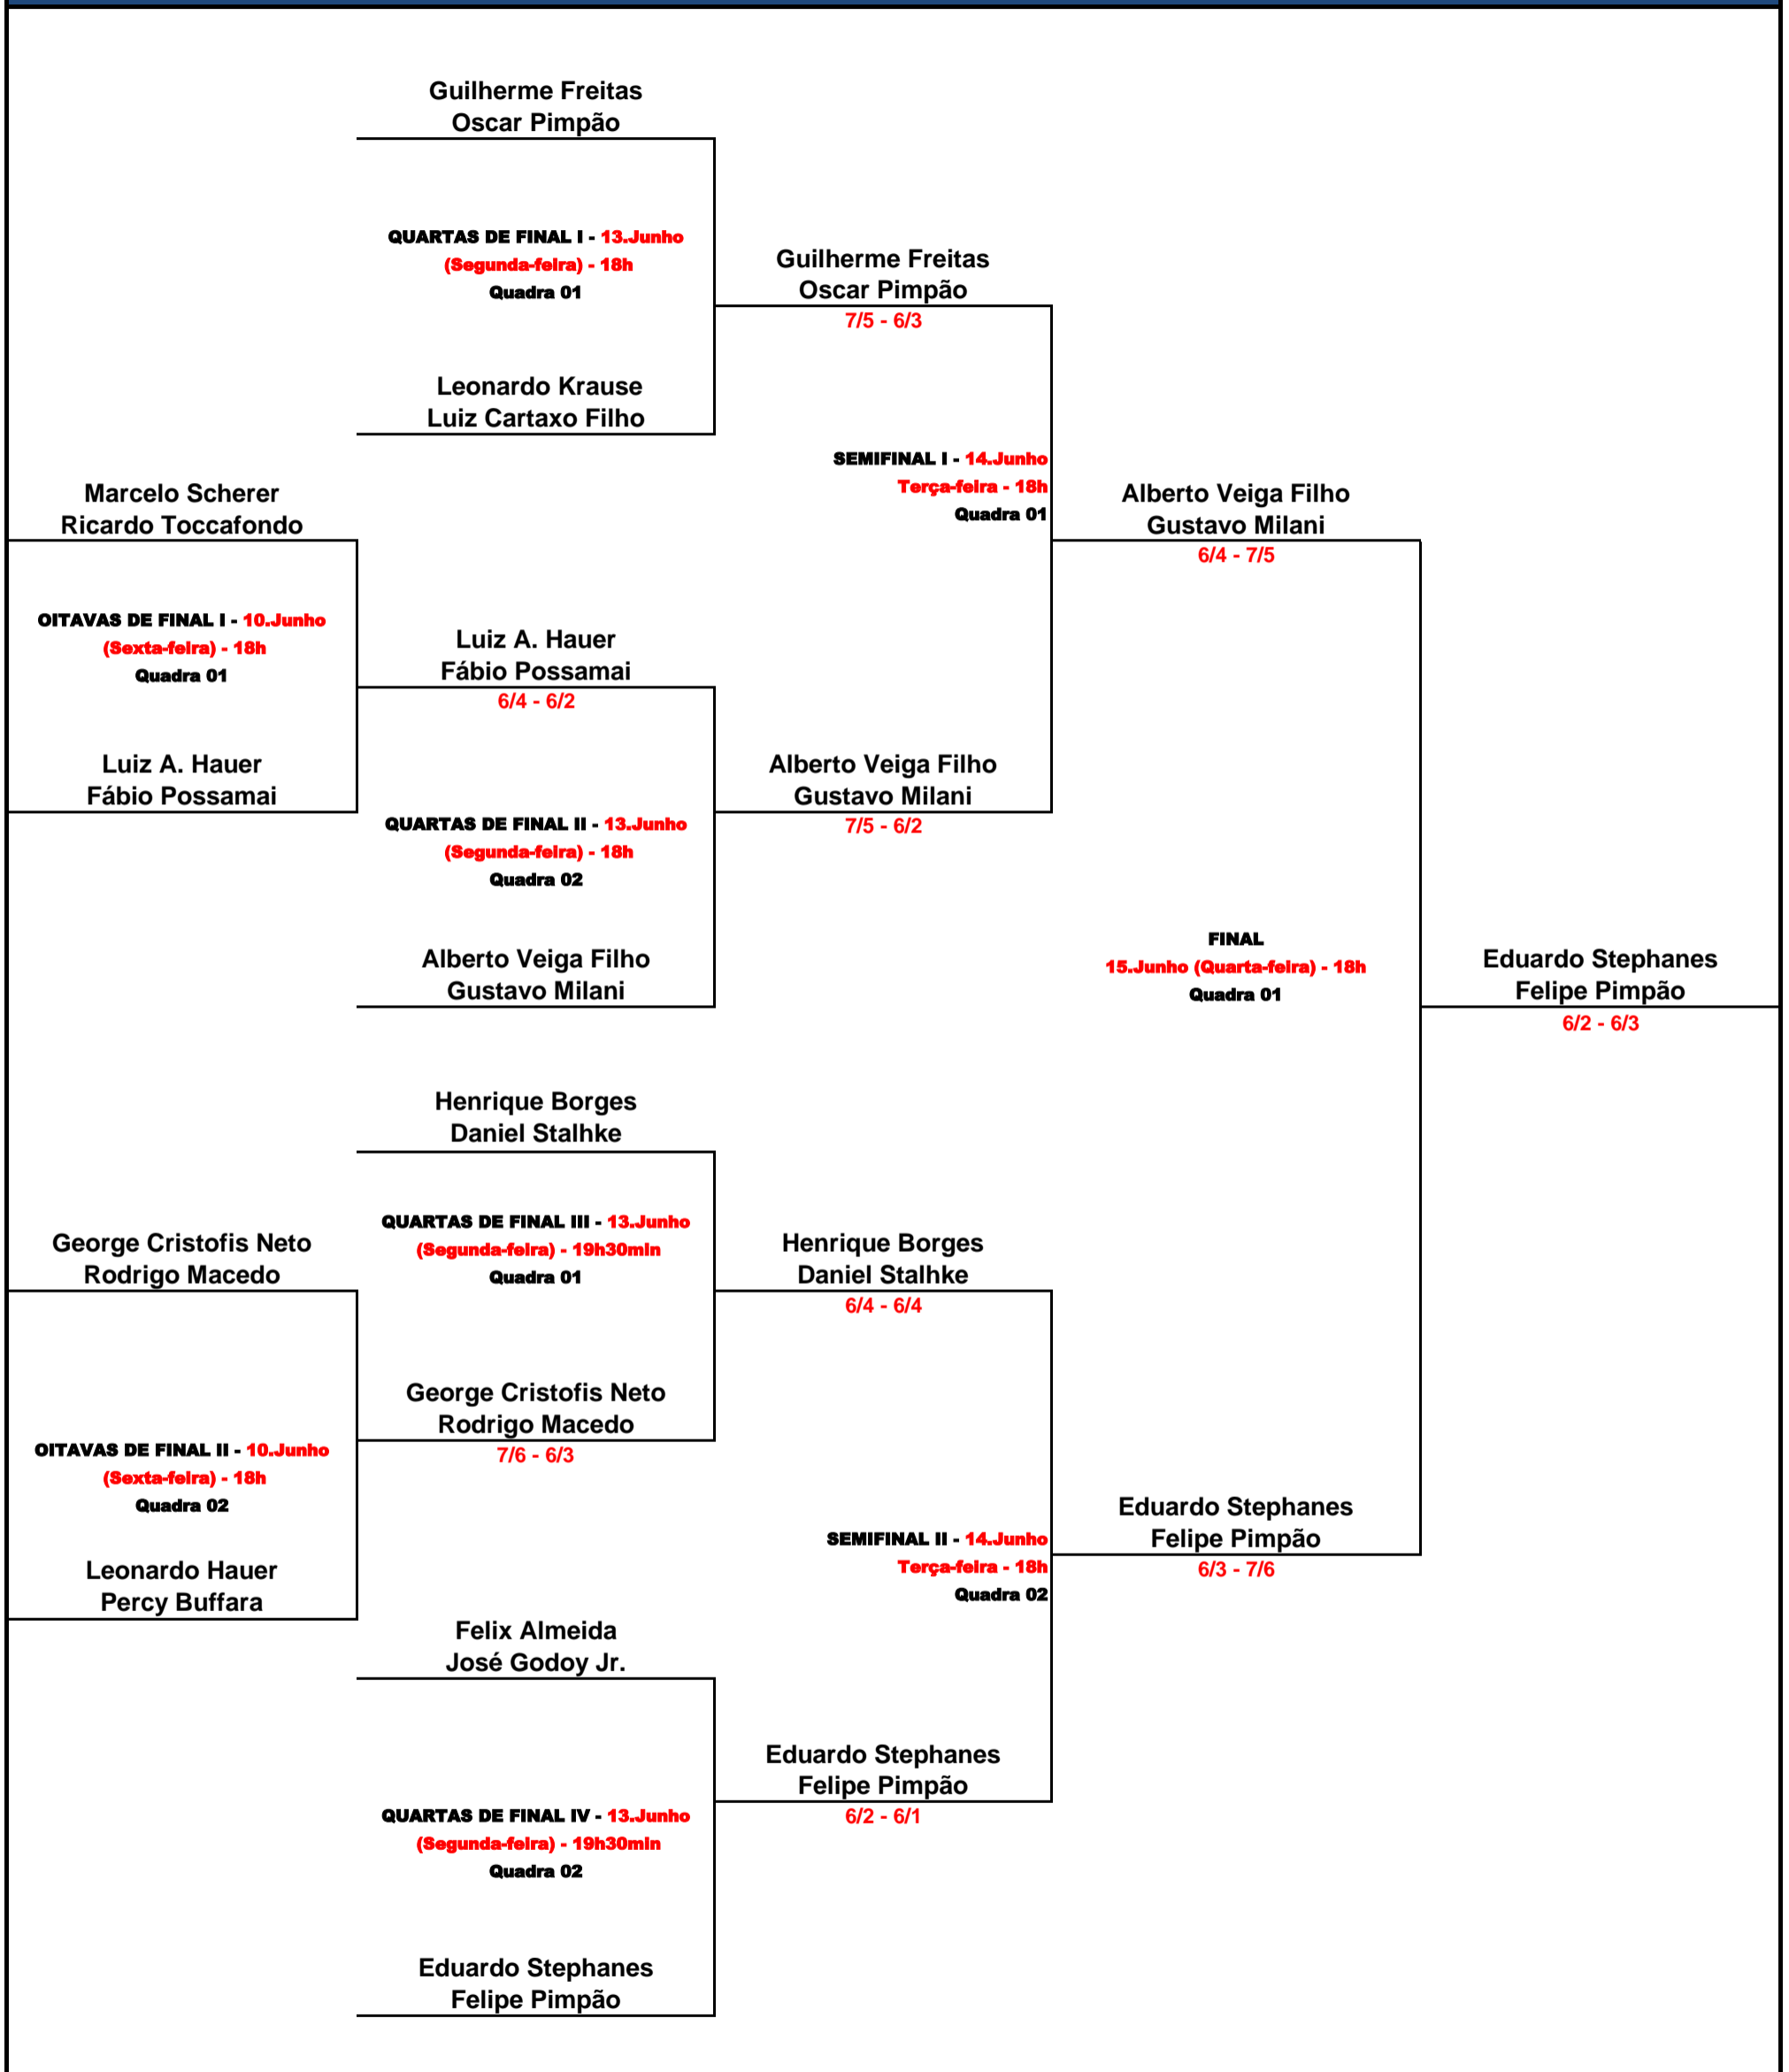 Guilherme Freitas
Oscar Pimpão
QUARTAS DE FINAL I - 13.Junho
(Segunda-feira) - 18h
Quadra 01
Leonardo Krause
Luiz Cartaxo Filho
Guilherme Freitas
Oscar Pimpão
7/5 - 6/3
SEMIFINAL I - 14.Junho
Terça-feira - 18h
Quadra 01
Marcelo Scherer
Ricardo Toccafondo
OITAVAS DE FINAL I - 10.Junho
(Sexta-feira) - 18h
Quadra 01
Luiz A. Hauer
Fábio Possamai
Luiz A. Hauer
Fábio Possamai
6/4 - 6/2
QUARTAS DE FINAL II - 13.Junho
(Segunda-feira) - 18h
Quadra 02
Alberto Veiga Filho
Gustavo Milani
Alberto Veiga Filho
Gustavo Milani
7/5 - 6/2
Alberto Veiga Filho
Gustavo Milani
6/4 - 7/5
FINAL
15.Junho (Quarta-feira) - 18h
Quadra 01
Eduardo Stephanes
Felipe Pimpão
6/2 - 6/3
Henrique Borges
Daniel Stalhke
QUARTAS DE FINAL III - 13.Junho
(Segunda-feira) - 19h30min
Quadra 01
George Cristofis Neto
Rodrigo Macedo
OITAVAS DE FINAL II - 10.Junho
(Sexta-feira) - 18h
Quadra 02
Leonardo Hauer
Percy Buffara
George Cristofis Neto
Rodrigo Macedo
7/6 - 6/3
Henrique Borges
Daniel Stalhke
6/4 - 6/4
SEMIFINAL II - 14.Junho
Terça-feira - 18h
Quadra 02
Eduardo Stephanes
Felipe Pimpão
6/3 - 7/6
Felix Almeida
José Godoy Jr.
QUARTAS DE FINAL IV - 13.Junho
(Segunda-feira) - 19h30min
Quadra 02
Eduardo Stephanes
Felipe Pimpão
6/2 - 6/1
Eduardo Stephanes
Felipe Pimpão